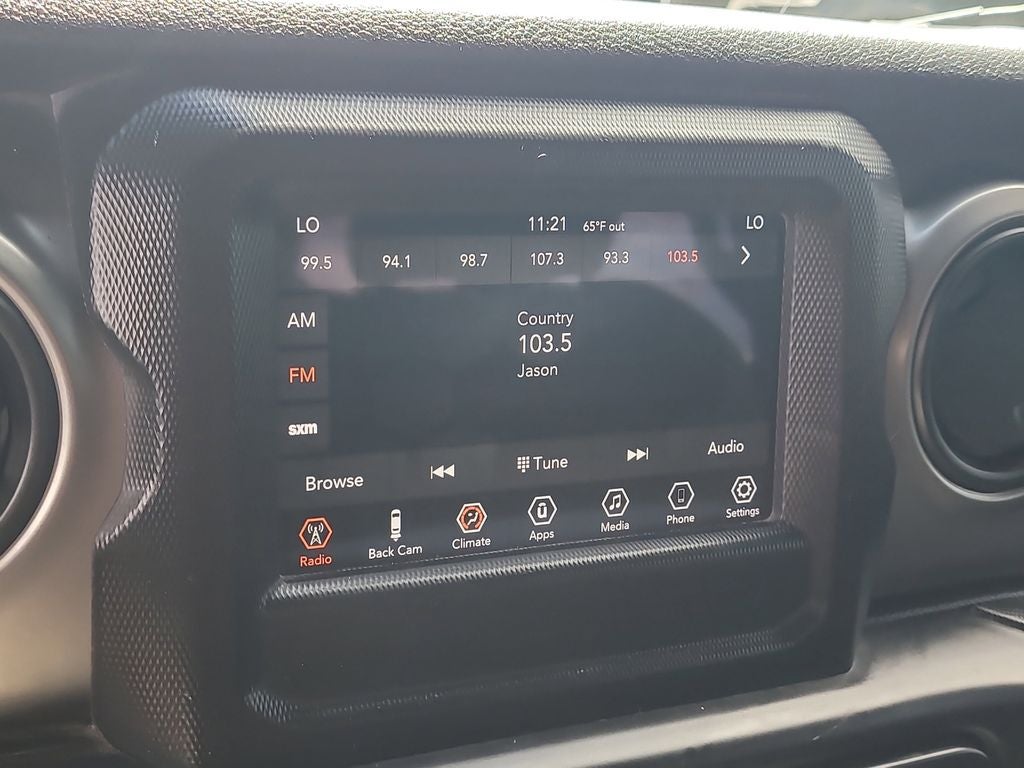 LO 11:21 65°F out LO
99.5 94.1 98.7 107.3 93.3 103.5
AM
Country
103.5
FM
Jason
sxm
Browse Tune Audio
Radio Back Cam Climate Apps Media Phone Settings